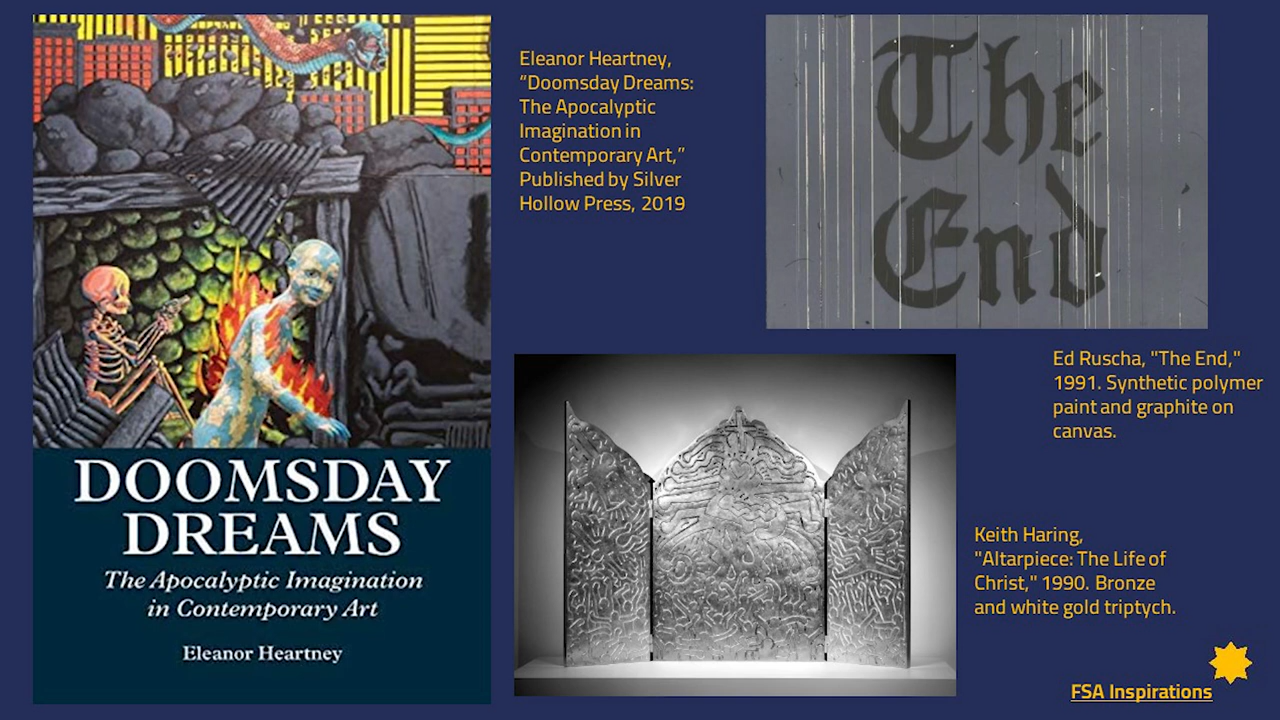 DOOMSDAY
DREAMS
The Apocalyptic Imagination
in Contemporary Art
Eleanor Heartney
Eleanor Heartney,
“Doomsday Dreams:
The Apocalyptic
Imagination in
Contemporary Art,”
Published by Silver
Hollow Press, 2019
The
End
Ed Ruscha, "The End,"
1991. Synthetic polymer
paint and graphite on
canvas.
Keith Haring,
"Altarpiece: The Life of
Christ," 1990. Bronze
and white gold triptych.
FSA Inspirations